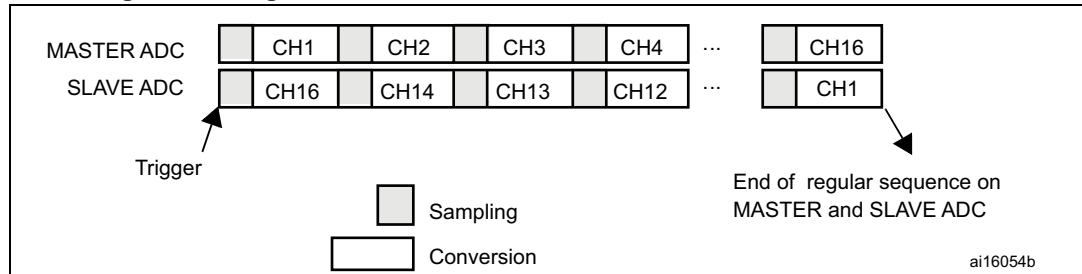 MASTER ADC CH1 CH2 CH3 CH4 ... CH16
SLAVE ADC CH16 CH14 CH13 CH12 ... CH1
Trigger
End of regular sequence on
MASTER and SLAVE ADC
Sampling
Conversion
ai16054b